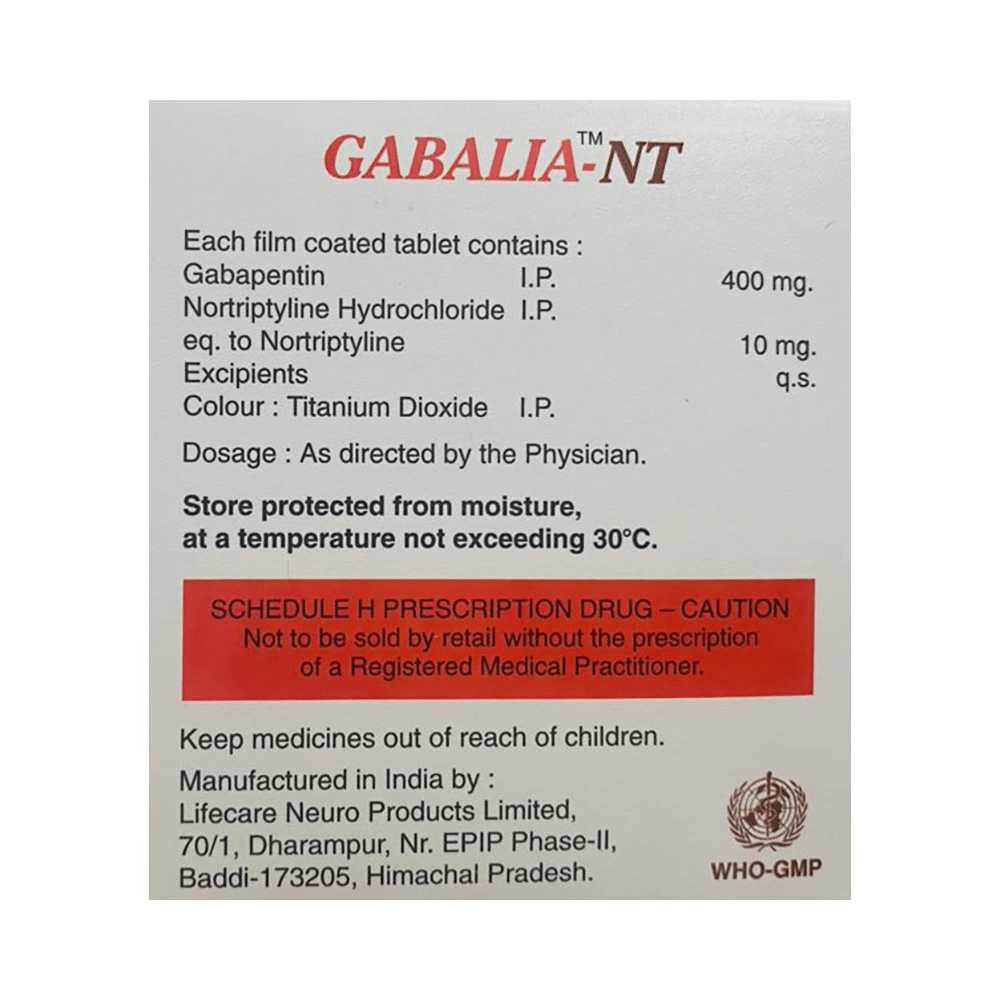 GABALIA™-NT
Each film coated tablet contains :
Gabapentin I.P. 400 mg.
Nortriptyline Hydrochloride I.P.
eq. to Nortriptyline 10 mg.
Excipients q.s.
Colour : Titanium Dioxide I.P.
Dosage : As directed by the Physician.
Store protected from moisture,
at a temperature not exceeding 30°C.
SCHEDULE H PRESCRIPTION DRUG – CAUTION
Not to be sold by retail without the prescription
of a Registered Medical Practitioner.
Keep medicines out of reach of children.
Manufactured in India by :
Lifecare Neuro Products Limited,
70/1, Dharampur, Nr. EPIP Phase-II,
Baddi-173205, Himachal Pradesh.
WHO-GMP